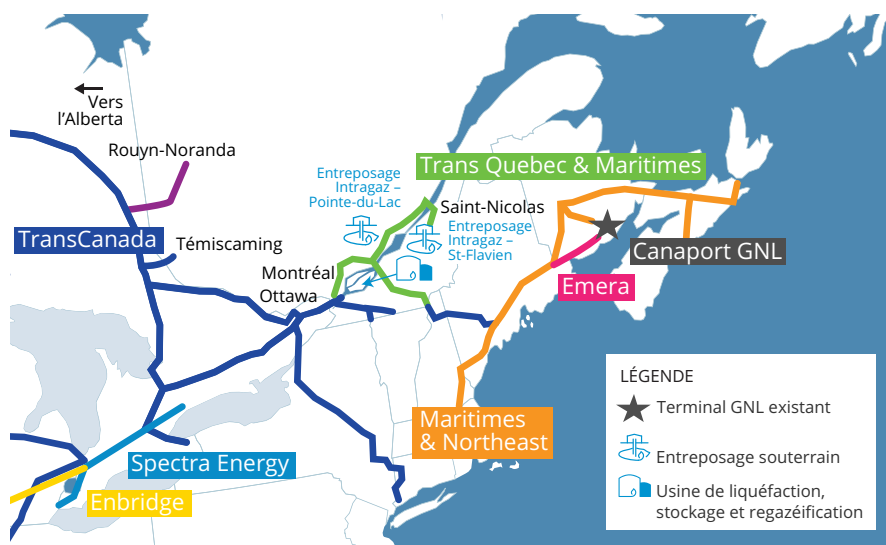 Vers
l'Alberta
Rouyn-Noranda
Entreposage
Intragaz –
Pointe-du-Lac
Trans Quebec & Maritimes
Saint-Nicolas
Entreposage
Intragaz –
St-Flavien
TransCanada
Témiscaming
Canaport GNL
Montréal
Ottawa
Emera
Maritimes
& Northeast
Spectra Energy
Enbridge
LÉGENDE
Terminal GNL existant
Entreposage souterrain
Usine de liquéfaction,
stockage et regazéification